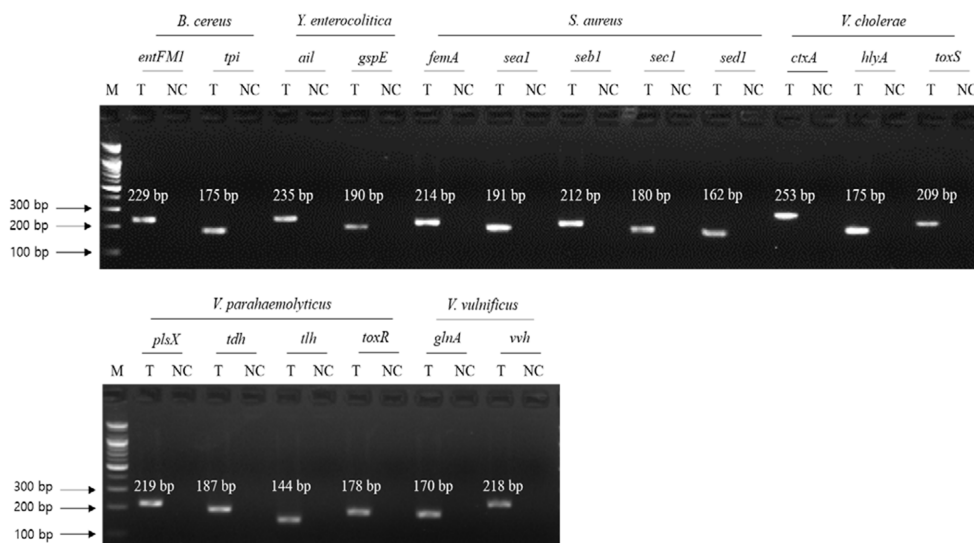 B. cereus Y. enterocolitica S. aureus V. cholerae
entFM1 tpi ail gspE femA sea1 seb1 sec1 sed1 ctxA hlyA toxS
M T NC T NC T NC T NC T NC T NC T NC T NC T NC T NC T NC T NC
229 bp 175 bp 235 bp 190 bp 214 bp 191 bp 212 bp 180 bp 162 bp 253 bp 175 bp 209 bp
300 bp
200 bp
100 bp
V. parahaemolyticus V. vulnificus
plsX tdh tlh toxR glnA vvh
M T NC T NC T NC T NC T NC T NC
219 bp 187 bp 144 bp 178 bp 170 bp 218 bp
300 bp
200 bp
100 bp